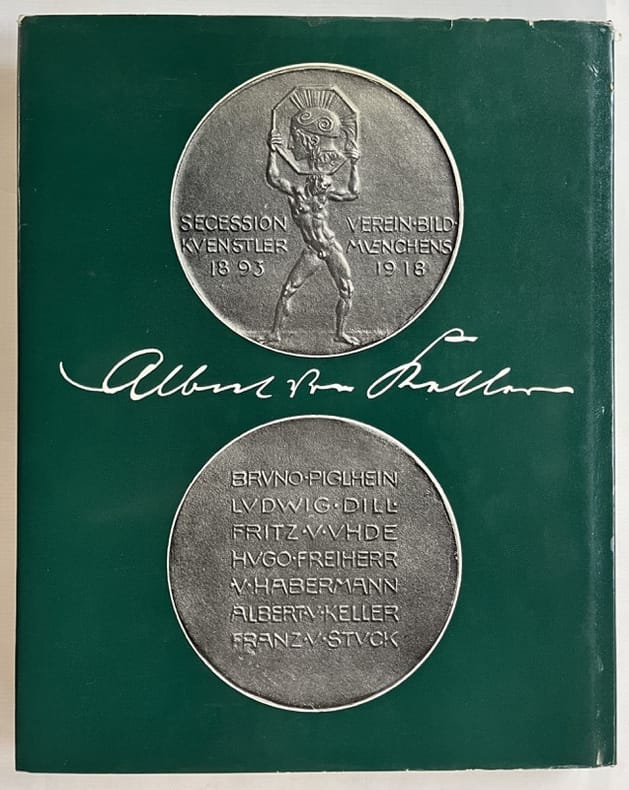 SECESSION VEREIN·BILD·
KVENSTLER MVENCHENS
1893 1918
Albert von Keller
BRVNO·PIGLHEIN
LVDWIG·DILL
FRITZ·V·VHDE
HVGO·FREIHERR
·V·HABERMANN
ALBERT·V·KELLER
FRANZ·V·STVCK